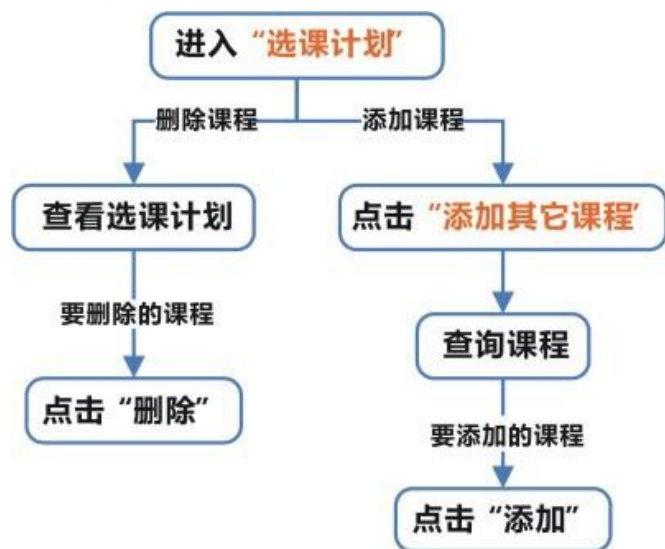 进入“选课计划”
删除课程
添加课程
查看选课计划
点击“添加其它课程’
要删除的课程
查询课程
点击“删除”
要添加的课程
点击“添加”